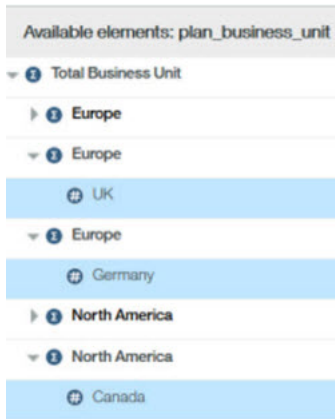 Available elements: plan_business_unit
Total Business Unit
Europe
Europe
# UK
Europe
# Germany
North America
North America
# Canada